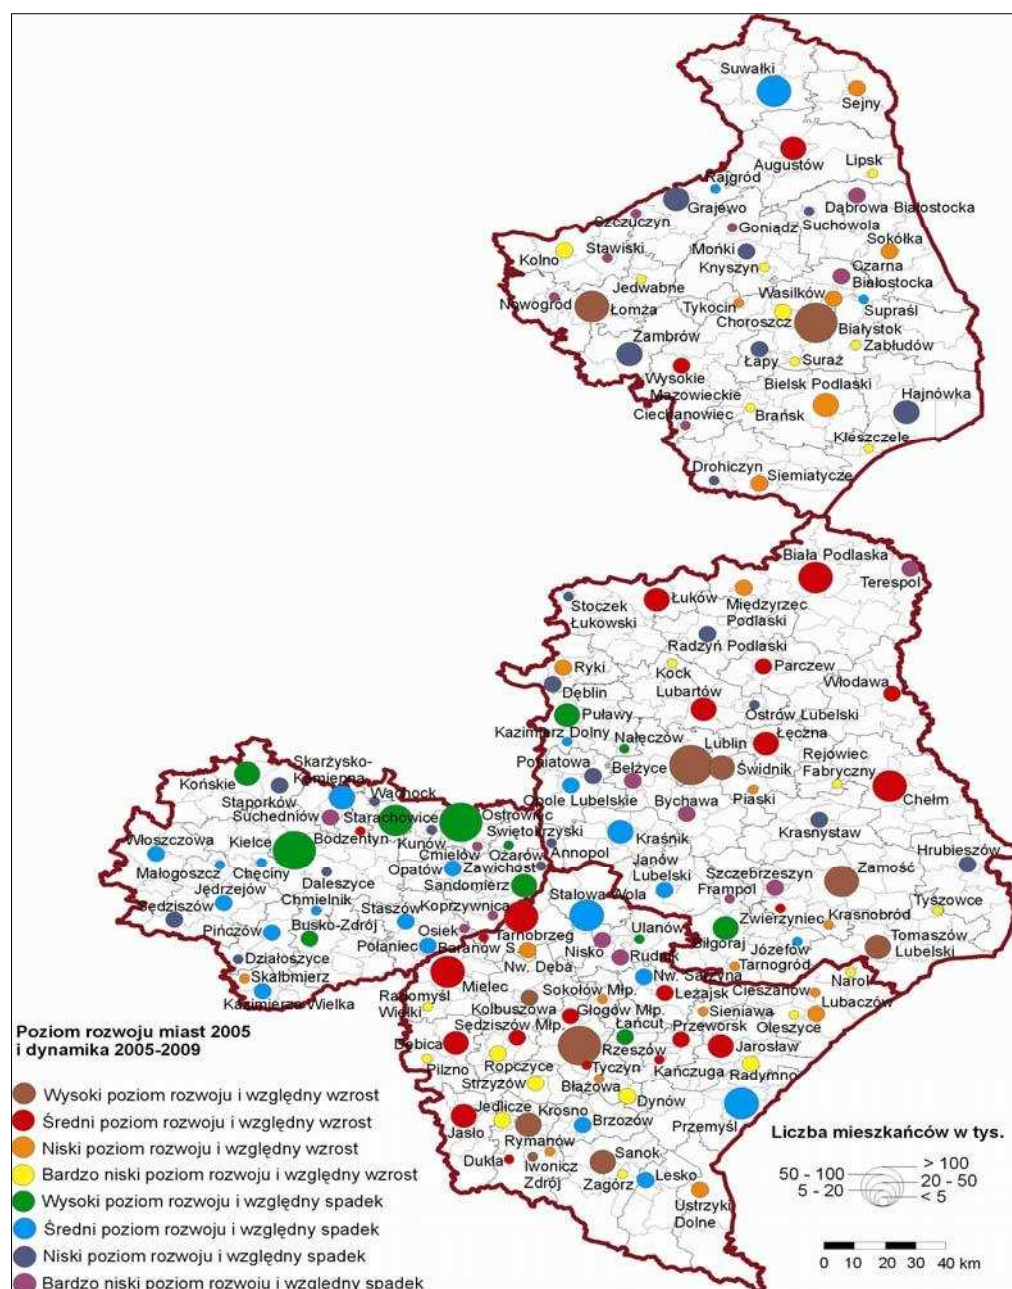 Suwałki
Sejny
Augustów
Lipsk
Rajgród
Grajewo
Dąbrowa Białostocka
Szczuczyn
Suchowola
Goniądz
Sokółka
Stawiski
Mońki
Kolno
Knyszyn
Czarna
Białostocka
Jedwabne
Wasilków
Nowogród
Łomża
Tykocin
Supraśl
Choroszcz
Białystok
Zambrów
Zabłudów
Łapy
Suraż
Wysokie
Mazowieckie
Bielsk Podlaski
Hajnówka
Ciechanowiec
Brańsk
Kleszczele
Drohiczyn
Siemiatycze
Biała Podlaska
Terespol
Stoczek
Łukowski
Łuków
Międzyrzec
Podlaski
Radzyń Podlaski
Ryki
Kock
Parczew
Dęblin
Lubartów
Włodawa
Puławy
Ostrów Lubelski
Kazimierz Dolny
Nałęczów
Lublin
Łęczna
Rejowiec
Fabryczny
Poniatowa
Bełżyce
Świdnik
Opole Lubelskie
Bychawa
Piaski
Chełm
Kraśnik
Krasnystaw
Annopol
Hrubieszów
Janów
Lubelski
Szczebrzeszyn
Zamość
Frampol
Tyszowce
Zwierzyniec
Krasnobród
Biłgoraj
Józefów
Tomaszów
Lubelski
Tarnogród
Skarżysko-
Kamienna
Końskie
Wąchock
Stąporków
Suchedniów
Starachowice
Ostrowiec
Świętokrzyski
Włoszczowa
Kielce
Bodzentyn
Kunów
Ćmielów
Ożarów
Małogoszcz
Chęciny
Opatów
Zawichost
Daleszyce
Sandomierz
Jędrzejów
Chmielnik
Sędziszów
Staszów
Koprzywnica
Pińczów
Busko-Zdrój
Osiek
Połaniec
Działoszyce
Skalbmierz
Kazimierza Wielka
Stalowa Wola
Tarnobrzeg
Baranów S.
Ulanów
Nisko
Rudnik
Nw. Dęba
Nw. Sarzyna
Mielec
Cieszanów
Narol
Radomyśl
Wielki
Sokołów Młp.
Leżajsk
Lubaczów
Kolbuszowa
Głogów Młp.
Sieniawa
Oleszyce
Sędziszów Młp.
Łańcut
Przeworsk
Dębica
Rzeszów
Jarosław
Pilzno
Ropczyce
Tyczyn
Kańczuga
Radymno
Strzyżów
Błażowa
Dynów
Jedlicze
Krosno
Brzozów
Przemyśl
Jasło
Rymanów
Sanok
Dukla
Iwonicz
Zdrój
Zagórz
Lesko
Ustrzyki
Dolne
Poziom rozwoju miast 2005
i dynamika 2005-2009
Wysoki poziom rozwoju i względny wzrost
Średni poziom rozwoju i względny wzrost
Niski poziom rozwoju i względny wzrost
Bardzo niski poziom rozwoju i względny wzrost
Wysoki poziom rozwoju i względny spadek
Średni poziom rozwoju i względny spadek
Niski poziom rozwoju i względny spadek
Bardzo niski poziom rozwoju i względny spadek
Liczba mieszkańców w tys.
> 100
50 - 100
20 - 50
5 - 20
< 5
0 10 20 30 40 km